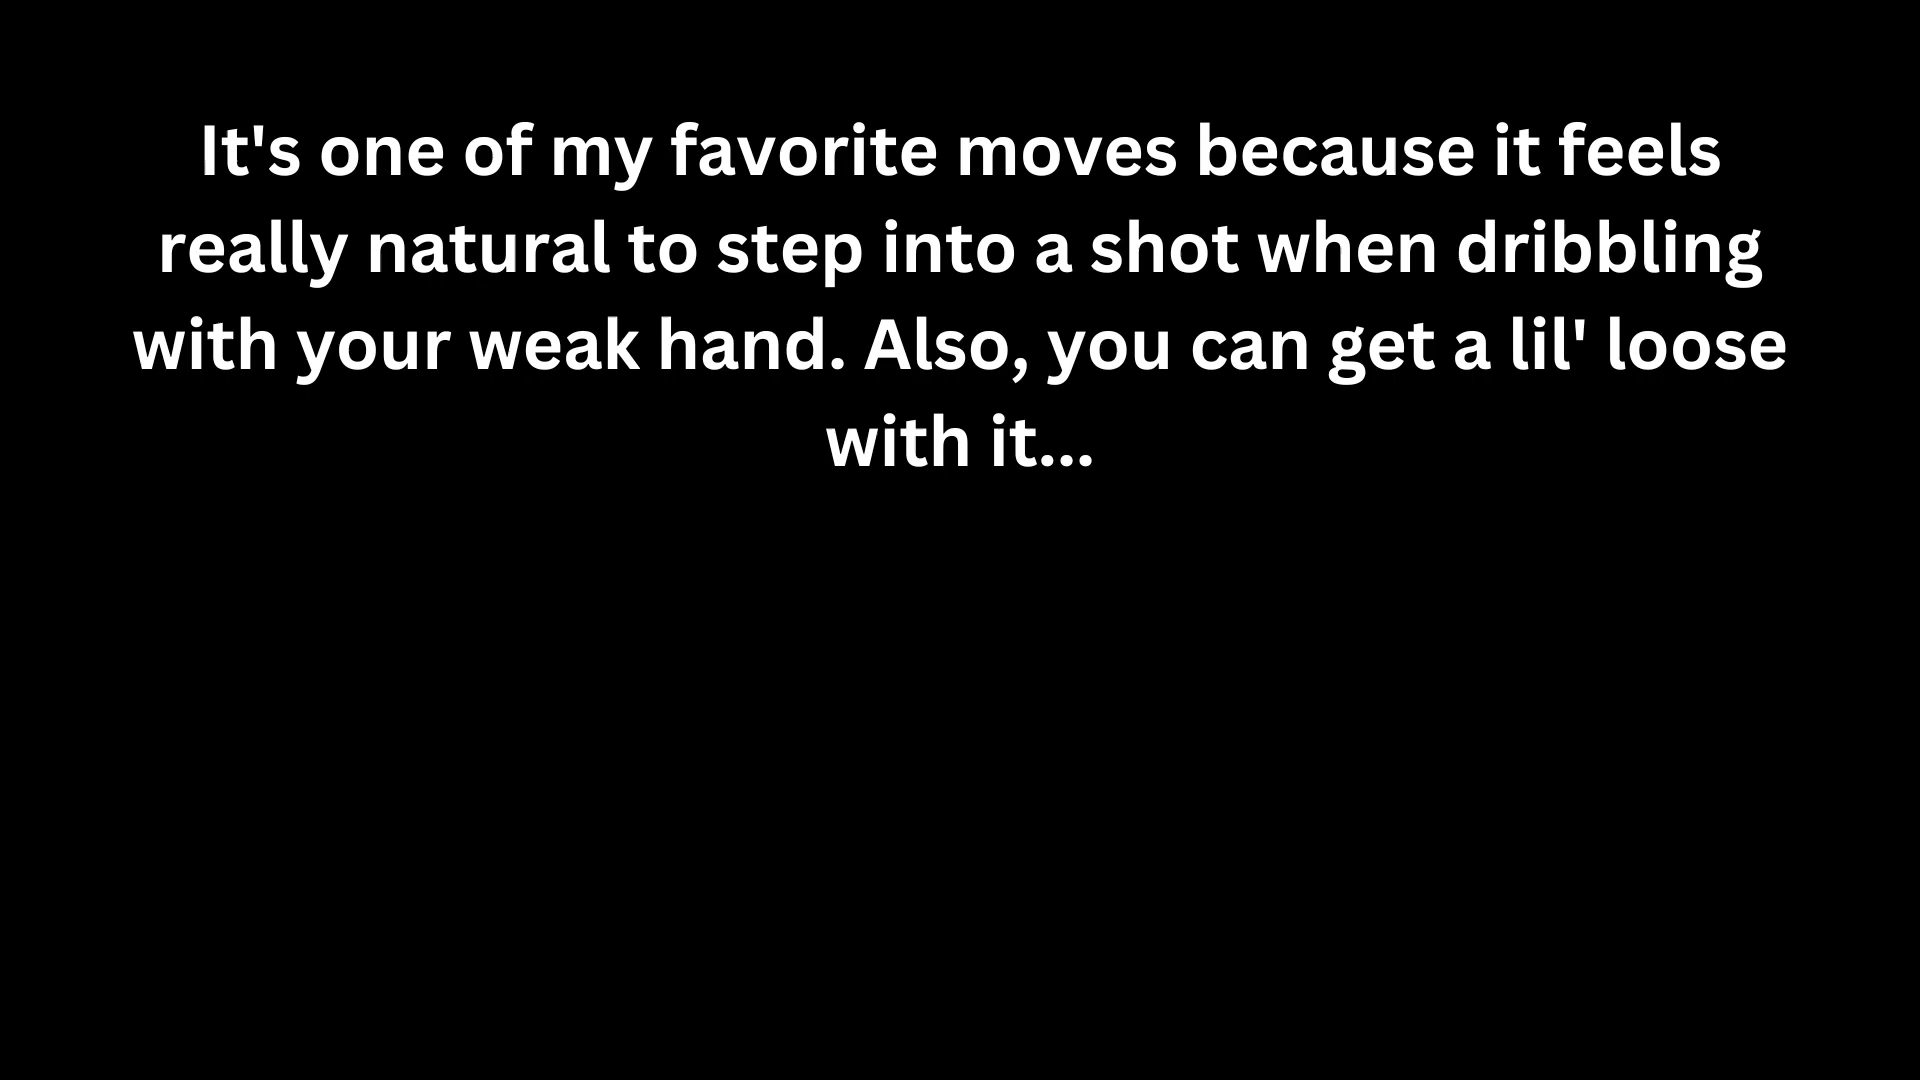 It's one of my favorite moves because it feels
really natural to step into a shot when dribbling
with your weak hand. Also, you can get a lil' loose
with it...